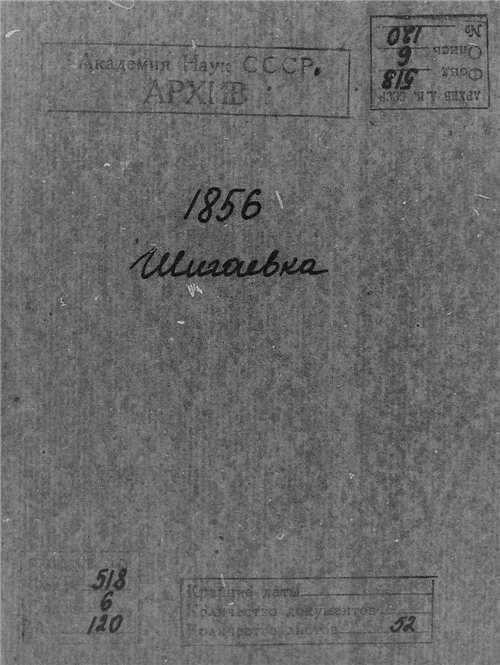 Академия Наук СССР.
АРХИВ
АРХИВ А.Н. СССР
Фонд 518
Опись 6
№ 120
1856
Шигаевка
518
6
120
Крайние даты
Количество документов
Количество листов 52